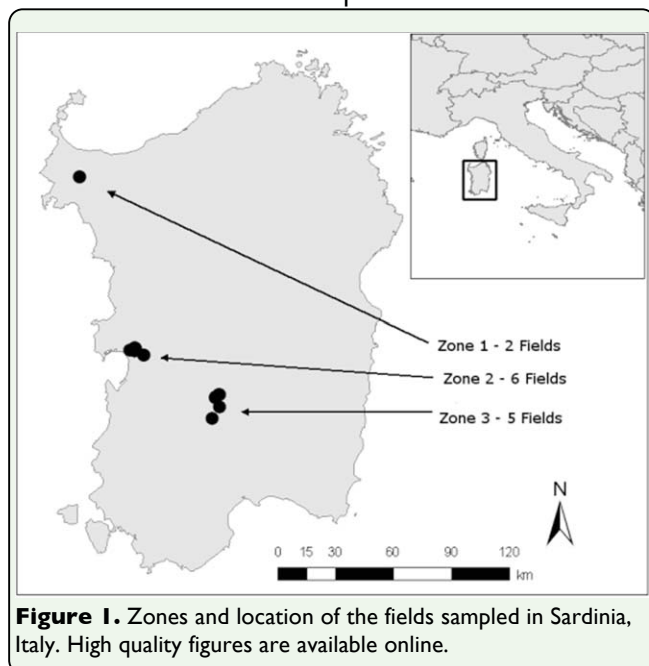 Zone 1 - 2 Fields
Zone 2 - 6 Fields
Zone 3 - 5 Fields
N
0 15 30 60 90 120
km
Figure 1. Zones and location of the fields sampled in Sardinia,
Italy. High quality figures are available online.